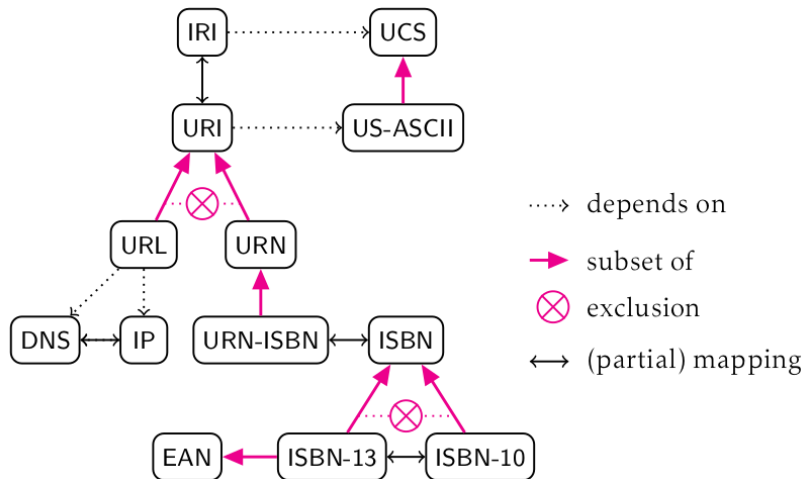 IRI
UCS
URI
US-ASCII
URL
URN
DNS
IP
URN-ISBN
ISBN
EAN
ISBN-13
ISBN-10
depends on
subset of
exclusion
(partial) mapping